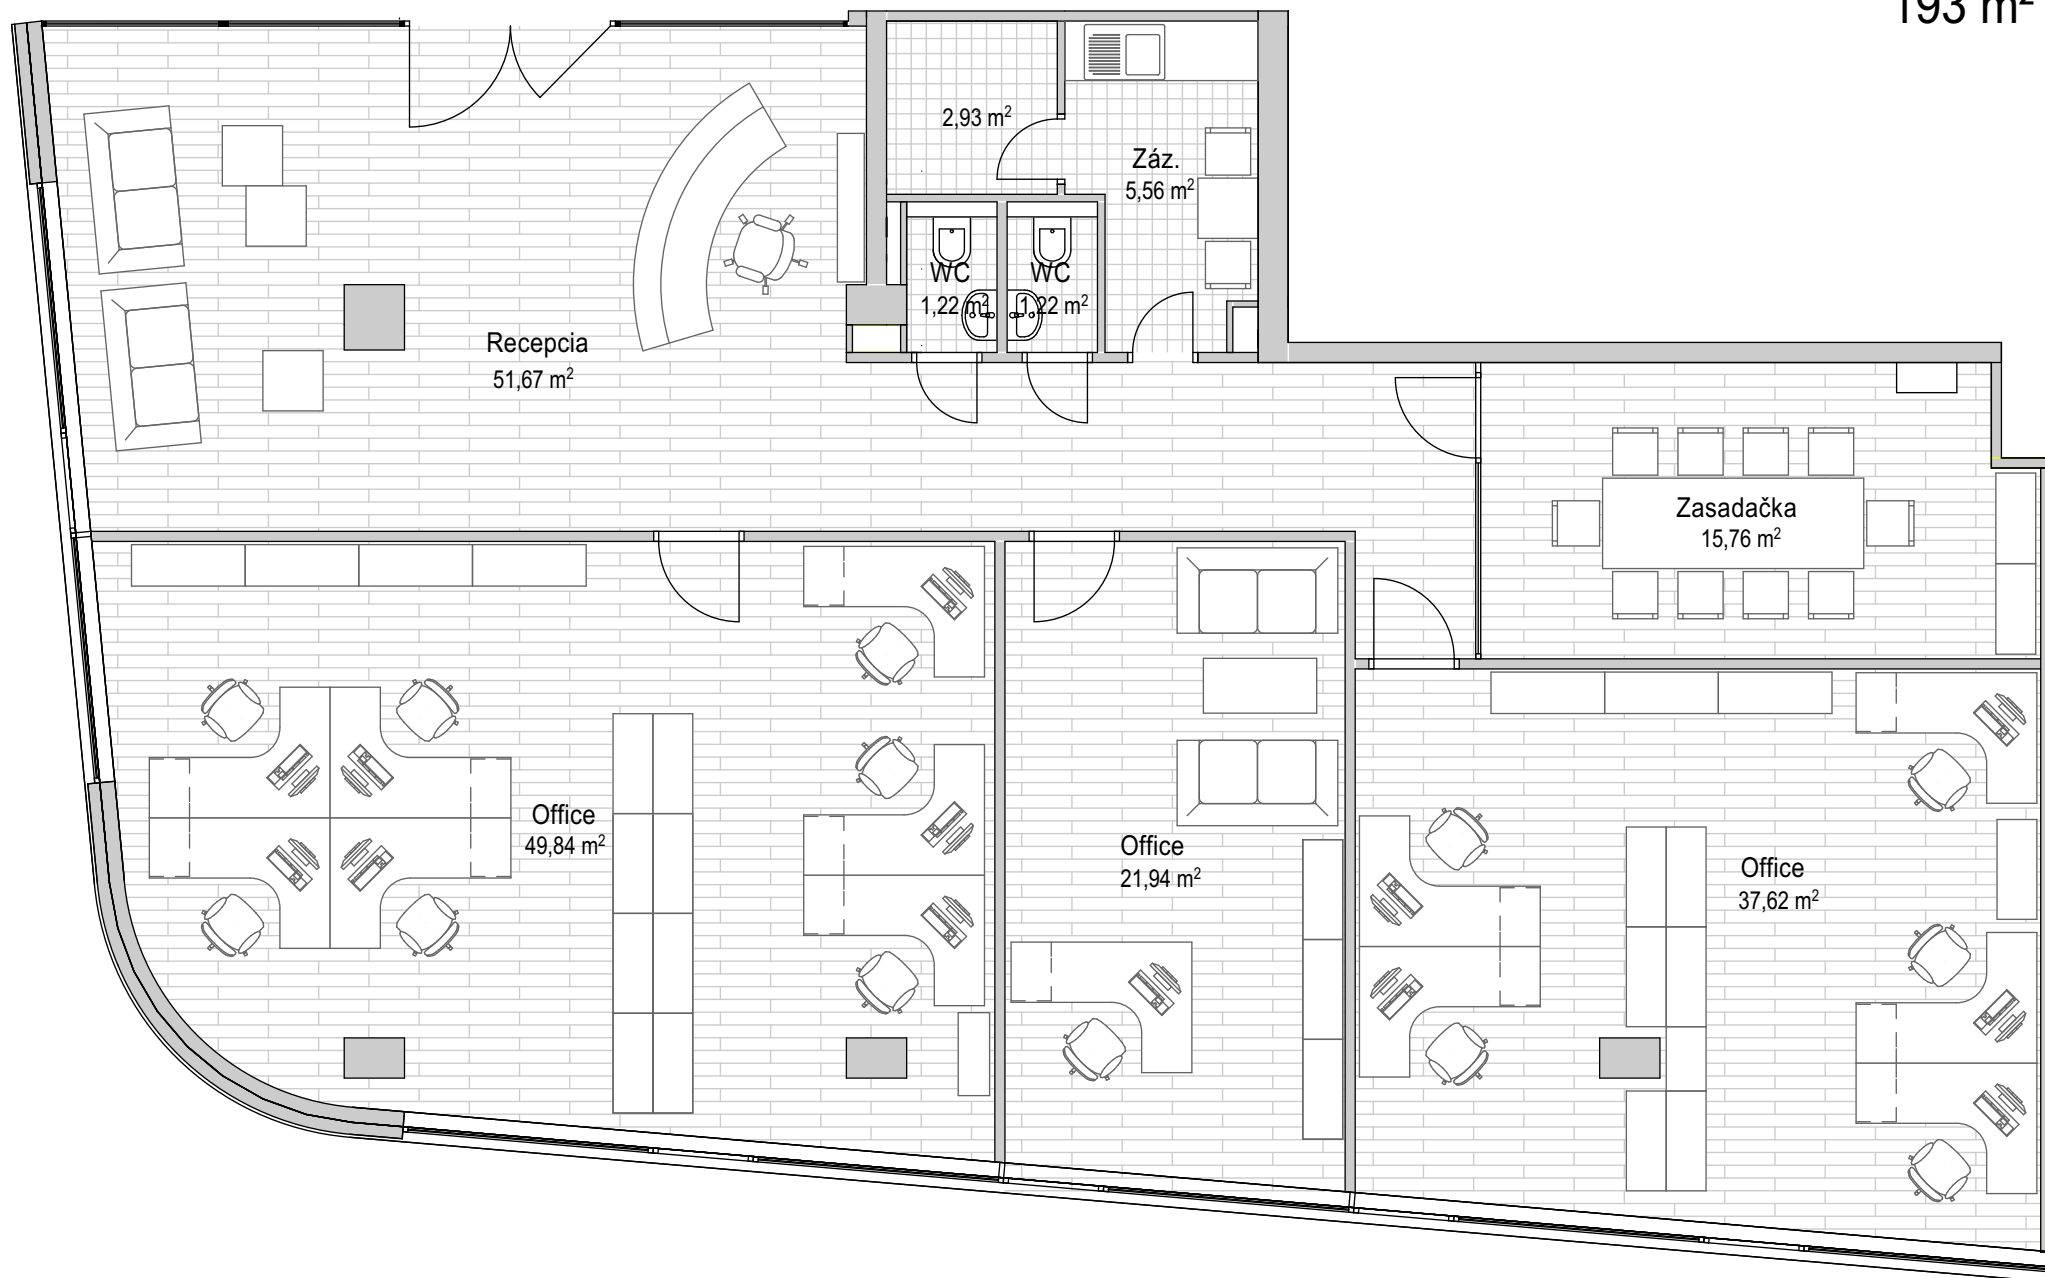 193 m²
2,93 m²
Záz.
5,56 m²
WC
1,22 m²
WC
1,22 m²
Recepcia
51,67 m²
Zasadačka
15,76 m²
Office
49,84 m²
Office
21,94 m²
Office
37,62 m²